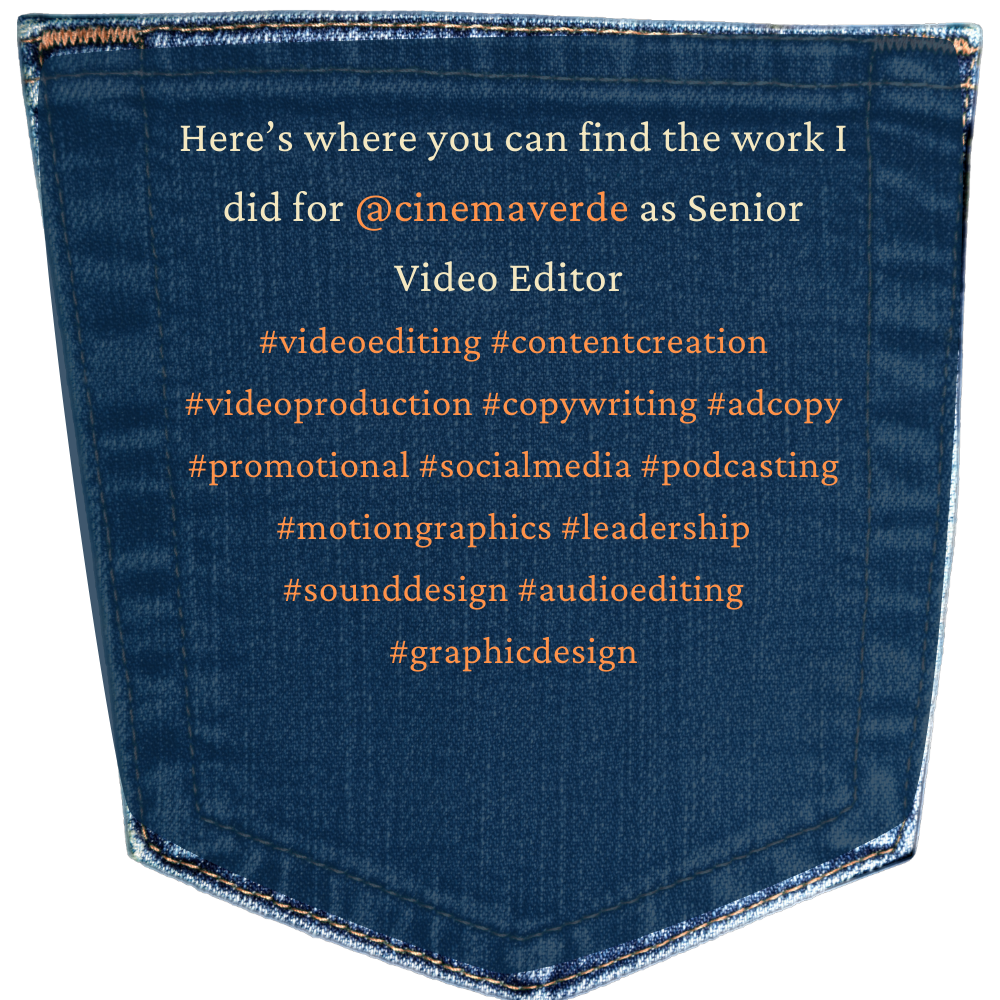 Here’s where you can find the work I
did for @cinemaverde as Senior
Video Editor
#videoediting #contentcreation
#videoproduction #copywriting #adcopy
#promotional #socialmedia #podcasting
#motiongraphics #leadership
#sounddesign #audioediting
#graphicdesign